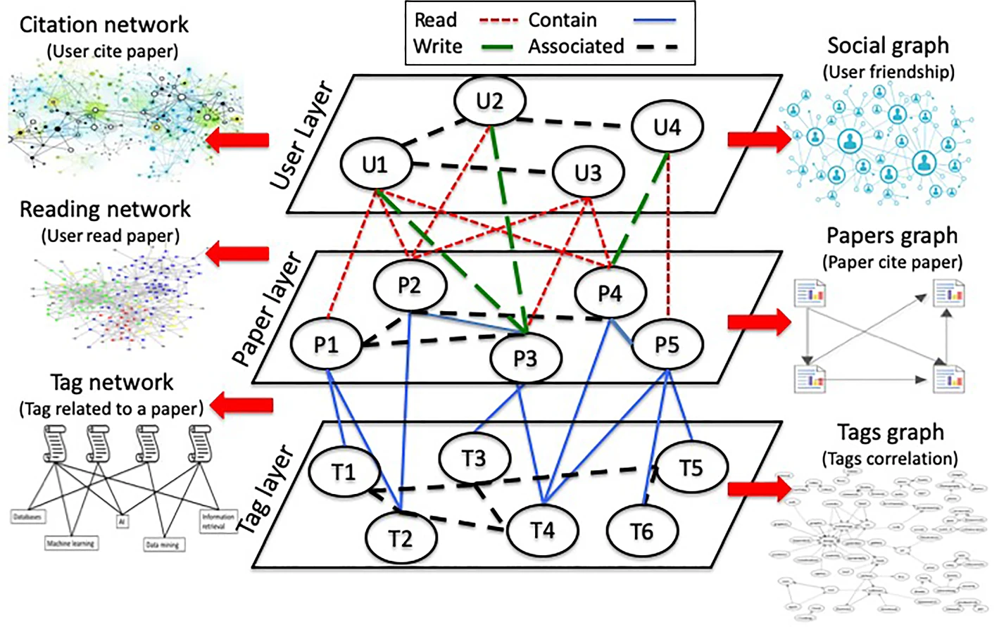 Citation network
(User cite paper)
Read
Contain
Write
Associated
Social graph
(User friendship)
User Layer
U2
U4
U1
U3
Reading network
(User read paper)
Papers graph
(Paper cite paper)
Paper layer
P2
P4
P1
P3
P5
Tag network
(Tag related to a paper)
Tags graph
(Tags correlation)
Tag layer
T1
T3
T5
T2
T4
T6
Databases
AI
Information
retrieval
Machine learning
Data mining